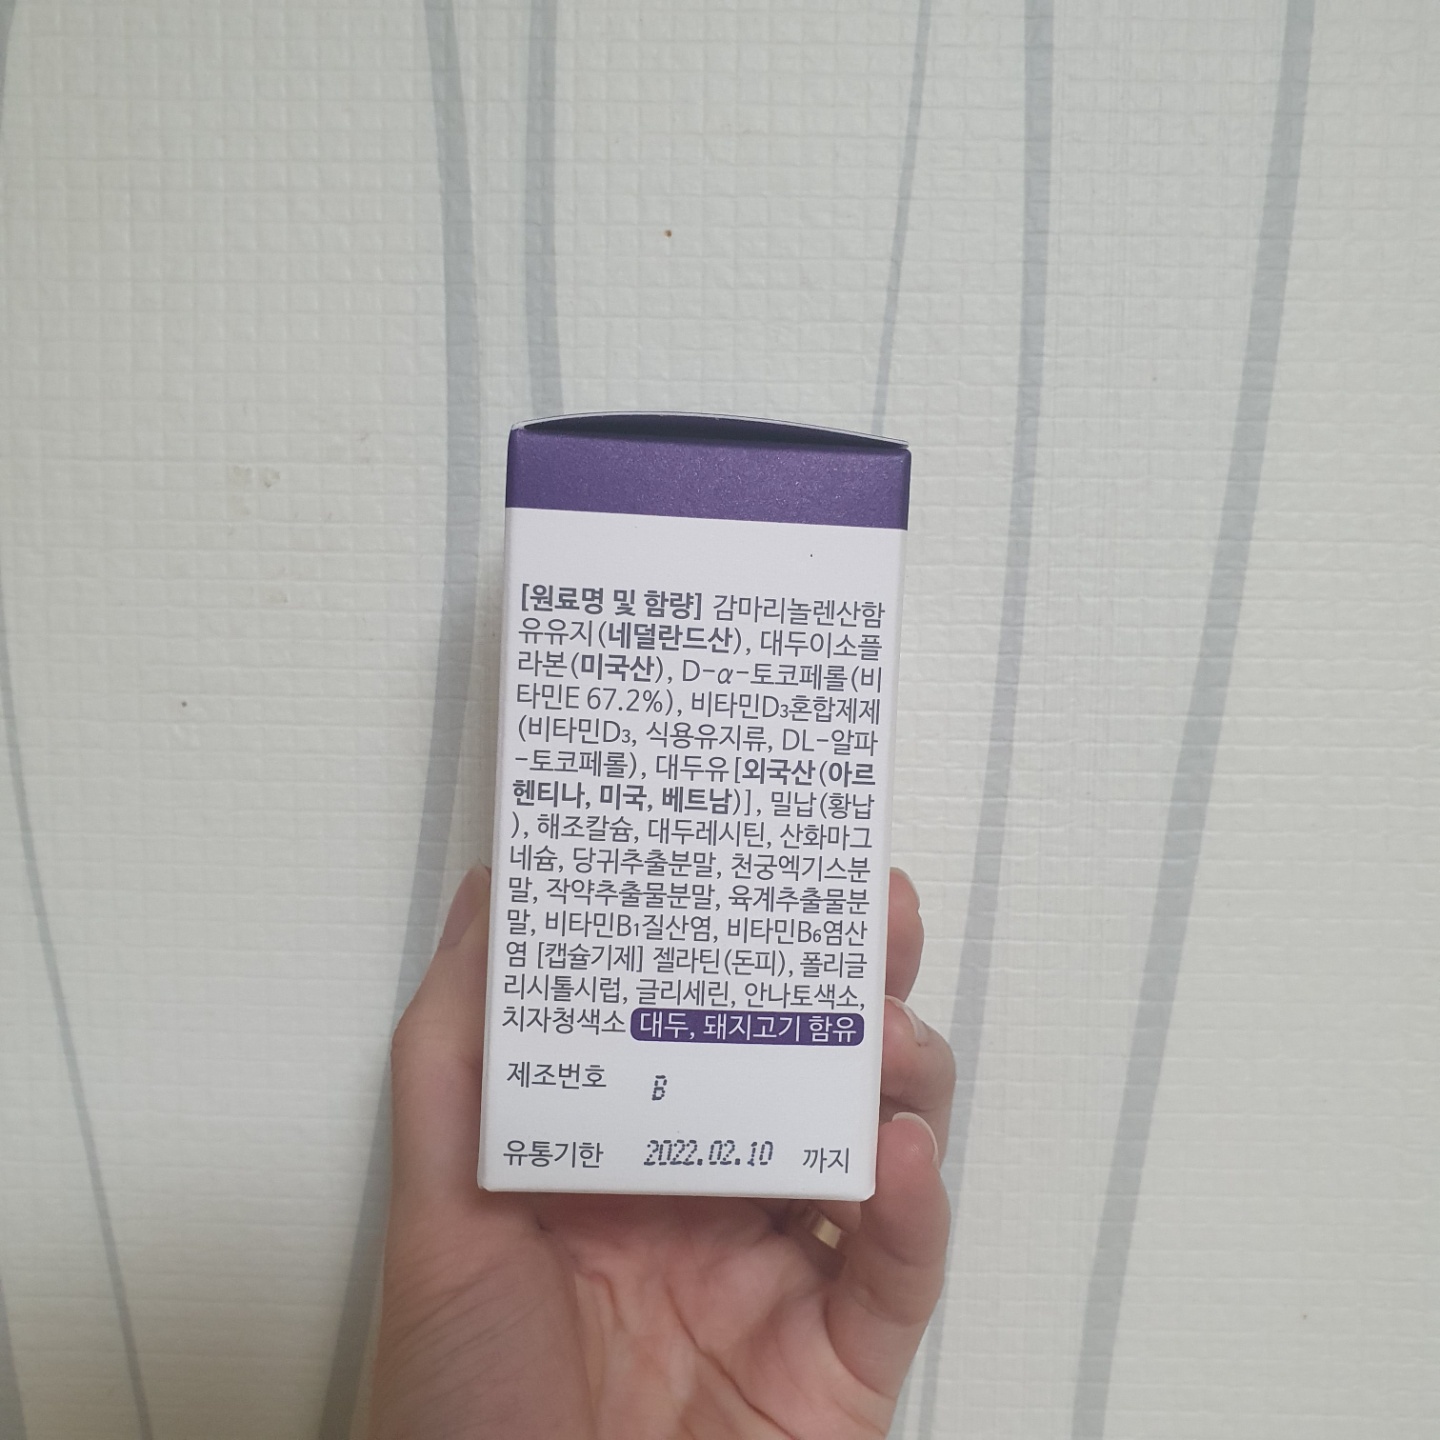 [원료명 및 함량] 감마리놀렌산함
유유지(네덜란드산), 대두이소플
라본(미국산), D-α-토코페롤(비
타민E 67.2%), 비타민D₃혼합제제
(비타민D₃, 식용유지류, DL-알파
-토코페롤), 대두유[외국산(아르
헨티나, 미국, 베트남)], 밀납(황납
), 해조칼슘, 대두레시틴, 산화마그
네슘, 당귀추출분말, 천궁엑기스분
말, 작약추출물분말, 육계추출물분
말, 비타민B₁질산염, 비타민B₆염산
염 [캡슐기제] 젤라틴(돈피), 폴리글
리시톨시럽, 글리세린, 안나토색소,
치자청색소 대두, 돼지고기 함유
제조번호 B
유통기한 2022.02.10 까지